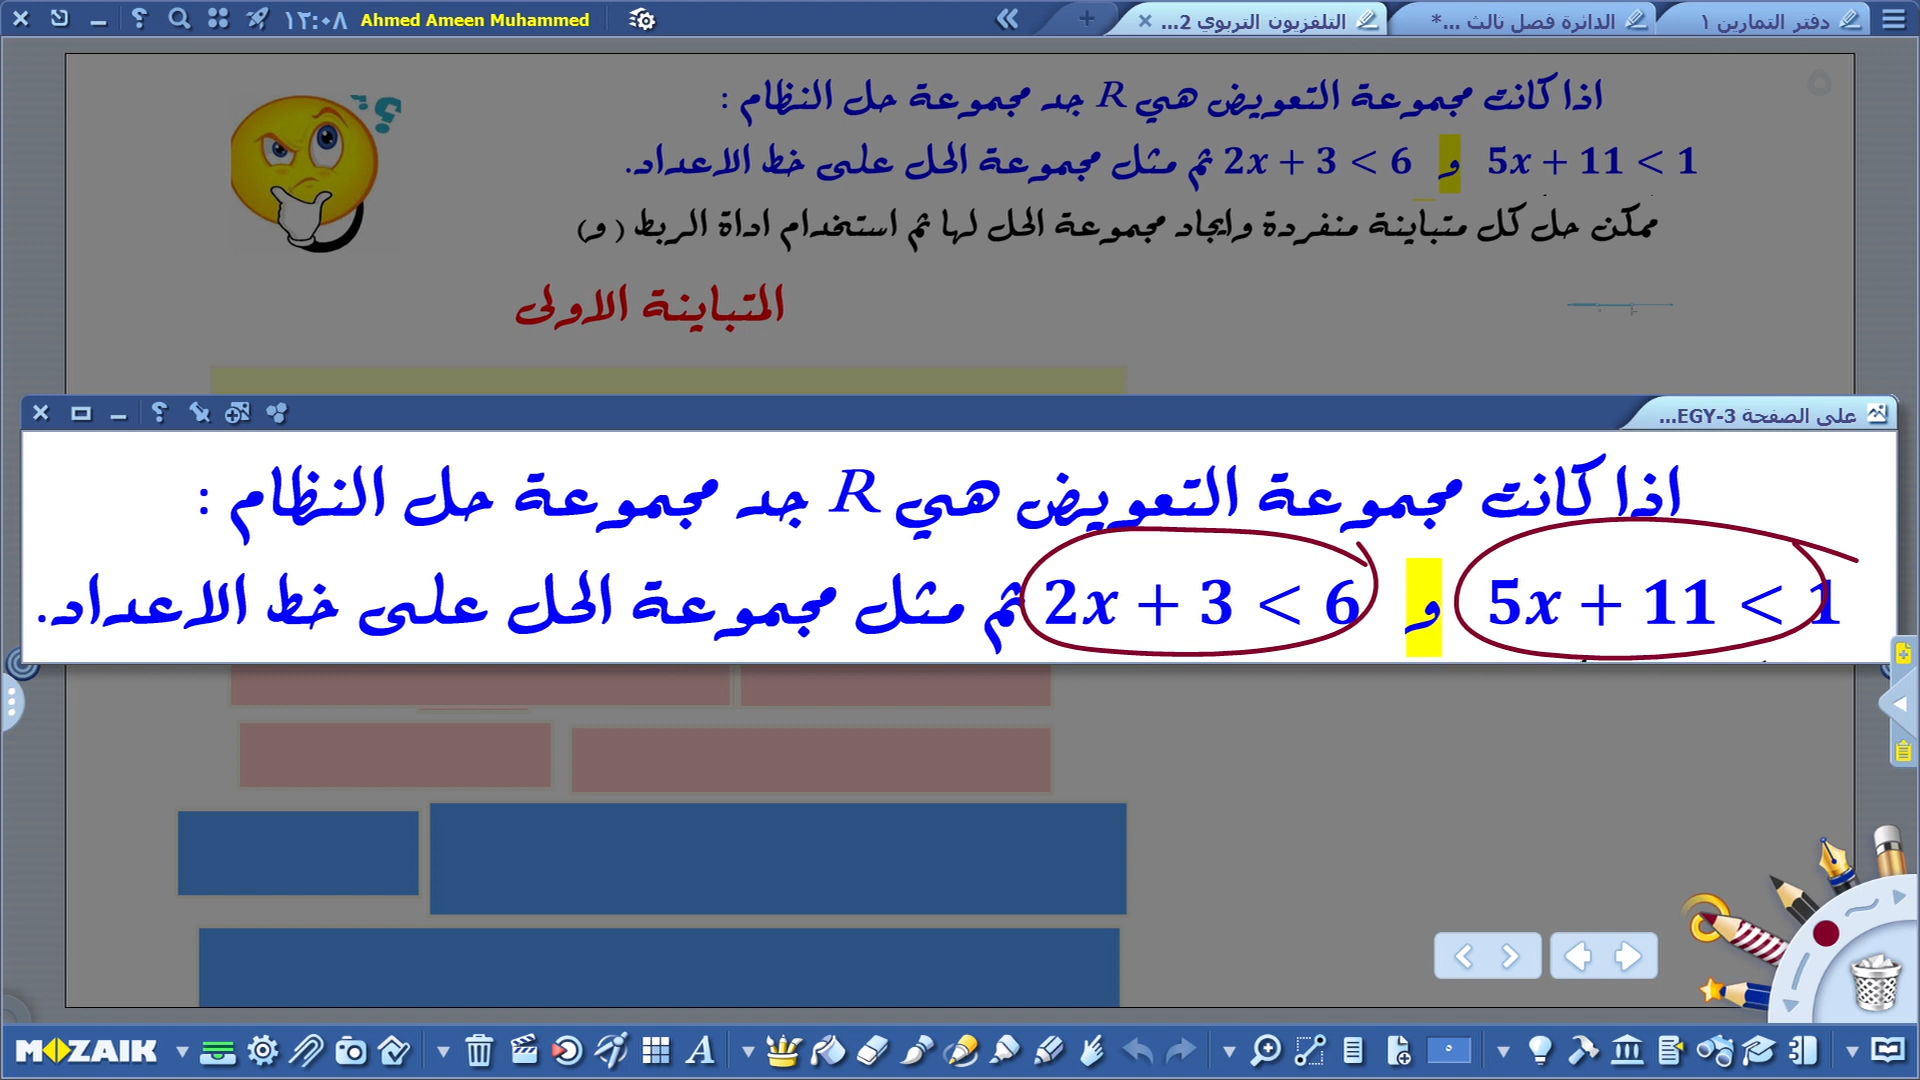 ١٢:٠٨ Ahmed Ameen Muhammed
دفتر التمارين ١
الدائرة فصل ثالث ...*
التلفزيون التربوي 2...
٥
اذا كانت مجموعة التعويض هي R جد مجموعة حل النظام :
5x + 11 < 1 و 2x + 3 < 6 ثم مثل مجموعة الحل على خط الاعداد.
ممكن حل كل متباينة منفردة وايجاد مجموعة الحل لها ثم استخدام اداة الربط ( و)
المتباينة الاولى
على الصفحة EGY-3...
اذا كانت مجموعة التعويض هي R جد مجموعة حل النظام :
5x + 11 < 1 و 2x + 3 < 6 ثم مثل مجموعة الحل على خط الاعداد.
MOZAIK